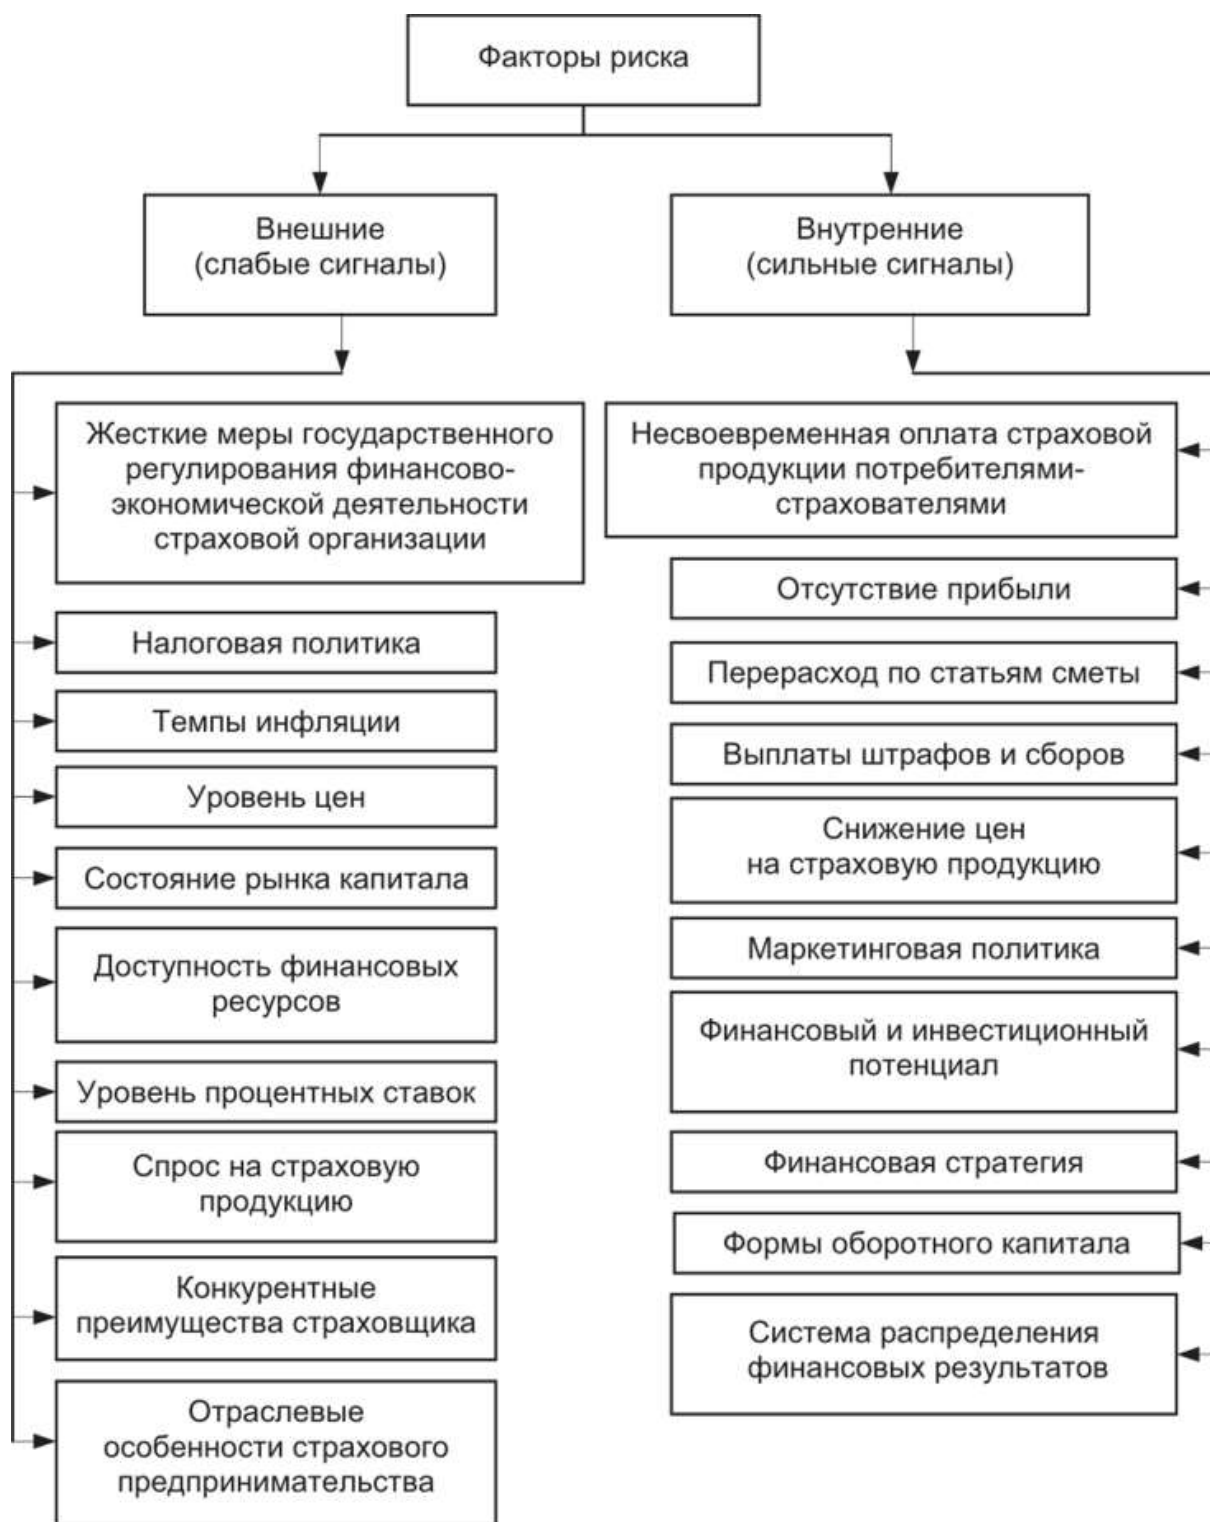 Факторы риска
Внешние
(слабые сигналы)
Внутренние
(сильные сигналы)
Жесткие меры государственного
регулирования финансово-
экономической деятельности
страховой организации
Налоговая политика
Темпы инфляции
Уровень цен
Состояние рынка капитала
Доступность финансовых
ресурсов
Уровень процентных ставок
Спрос на страховую
продукцию
Конкурентные
преимущества страховщика
Отраслевые
особенности страхового
предпринимательства
Несвоевременная оплата страховой
продукции потребителями-
страхователями
Отсутствие прибыли
Перерасход по статьям сметы
Выплаты штрафов и сборов
Снижение цен
на страховую продукцию
Маркетинговая политика
Финансовый и инвестиционный
потенциал
Финансовая стратегия
Формы оборотного капитала
Система распределения
финансовых результатов